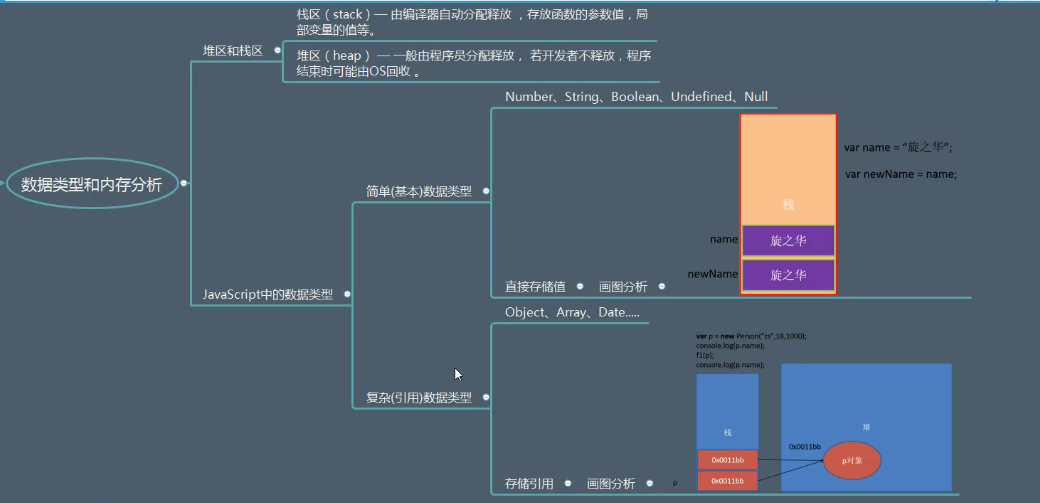 数据类型和内存分析
堆区和栈区
栈区（stack）— 由编译器自动分配释放 ，存放函数的参数值，局
部变量的值等。
堆区（heap） — 一般由程序员分配释放， 若开发者不释放，程序
结束时可能由OS回收 。
JavaScript中的数据类型
简单(基本)数据类型
Number、String、Boolean、Undefined、Null
直接存储值
画图分析
栈
name
旋之华
newName
旋之华
var name = “旋之华”;
var newName = name;
复杂(引用)数据类型
Object、Array、Date.....
存储引用
画图分析
var p = new Person("zs",18,1000);
console.log(p.name);
f1(p);
console.log(p.name);
栈
0x0011bb
p
0x0011bb
堆
0x0011bb
p对象